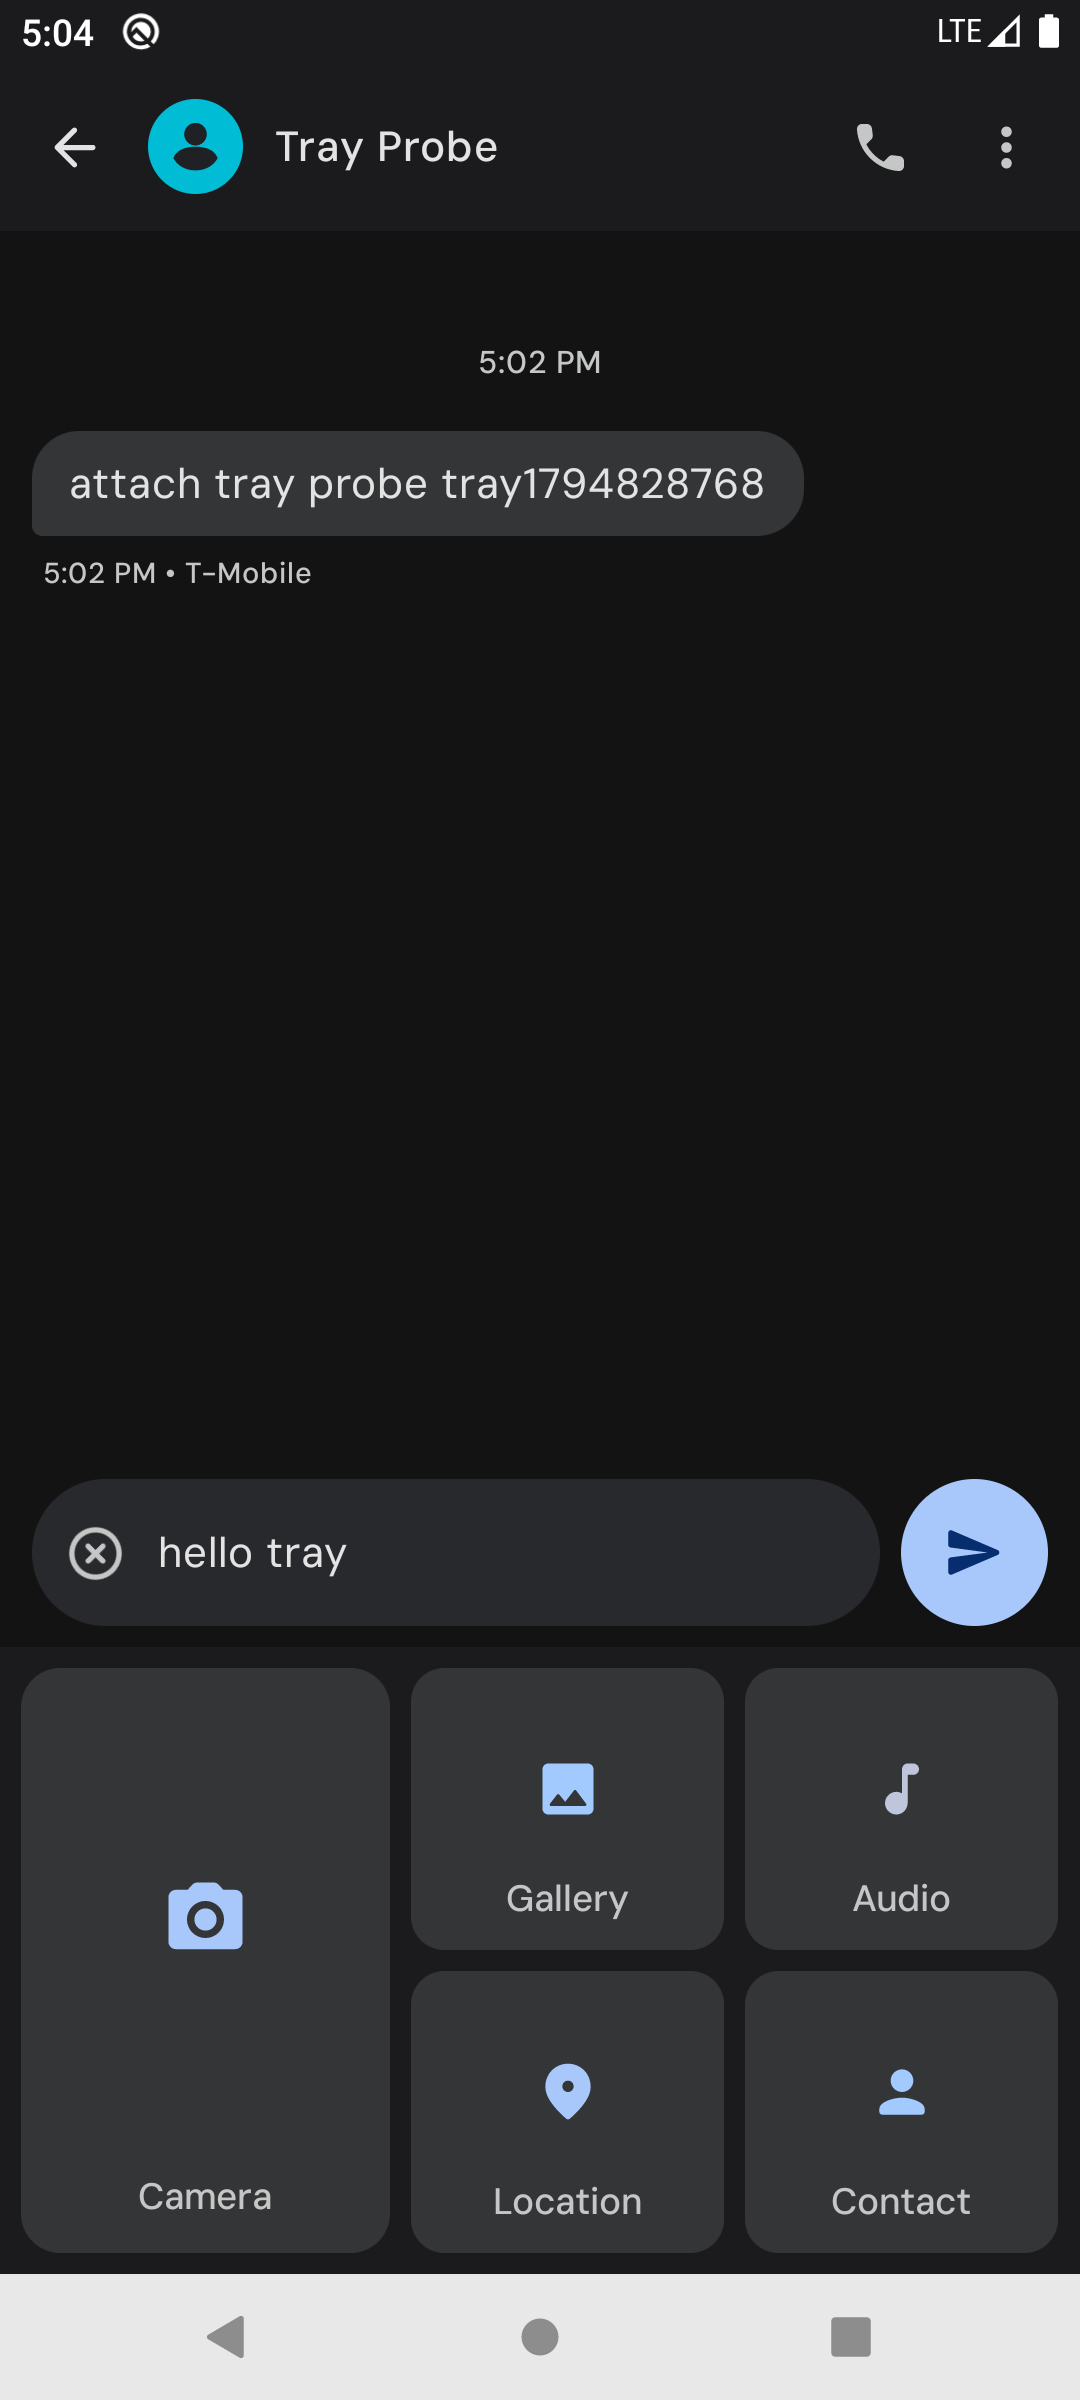 5:04
LTE
Tray Probe
5:02 PM
attach tray probe tray1794828768
5:02 PM • T-Mobile
hello tray
Gallery
Audio
Camera
Location
Contact